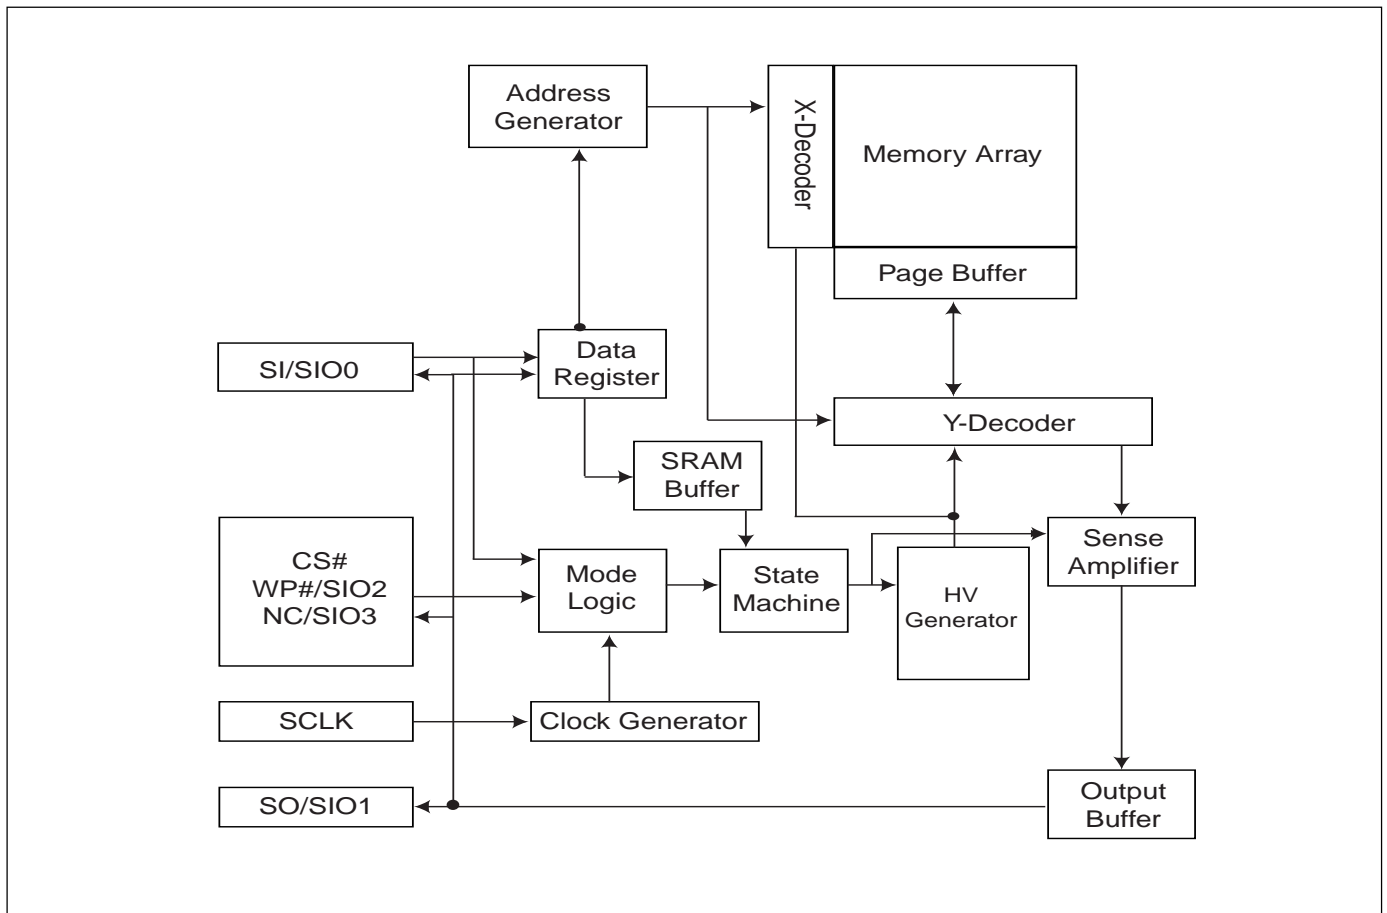 Address
Generator
X-Decoder
Memory Array
Page Buffer
SI/SIO0
Data
Register
Y-Decoder
SRAM
Buffer
CS#
WP#/SIO2
NC/SIO3
Mode
Logic
State
Machine
HV
Generator
Sense
Amplifier
SCLK
Clock Generator
SO/SIO1
Output
Buffer